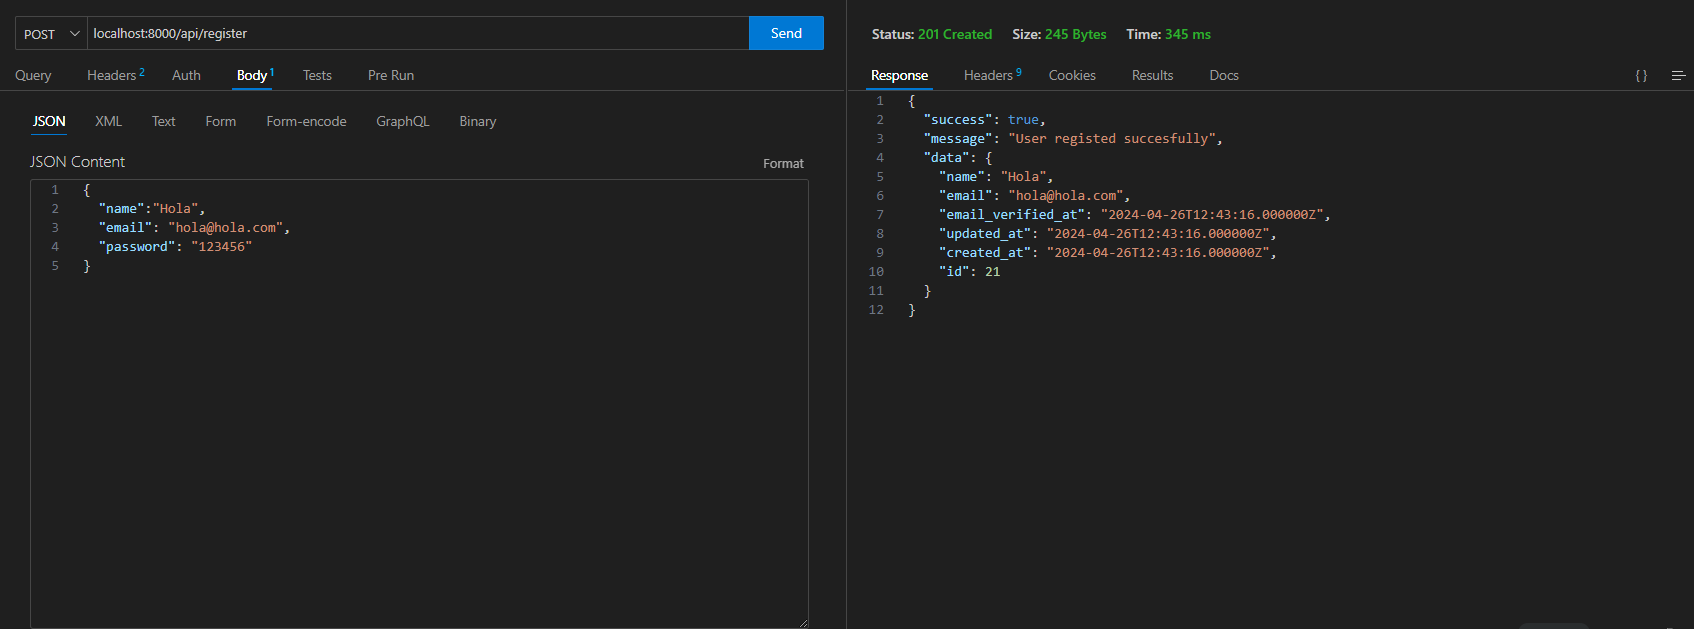 POST localhost:8000/api/register Send
Query Headers 2 Auth Body 1 Tests Pre Run
JSON XML Text Form Form-encode GraphQL Binary
JSON Content Format
1 {
2 "name":"Hola",
3 "email": "hola@hola.com",
4 "password": "123456"
5 }
Status: 201 Created Size: 245 Bytes Time: 345 ms
Response Headers 9 Cookies Results Docs { }
1 {
2 "success": true,
3 "message": "User registed succesfully",
4 "data": {
5 "name": "Hola",
6 "email": "hola@hola.com",
7 "email_verified_at": "2024-04-26T12:43:16.000000Z",
8 "updated_at": "2024-04-26T12:43:16.000000Z",
9 "created_at": "2024-04-26T12:43:16.000000Z",
10 "id": 21
11 }
12 }